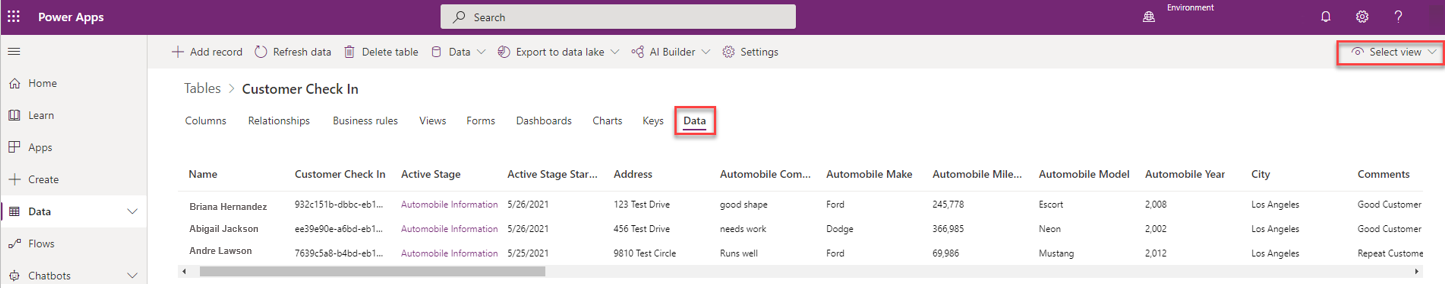 Power Apps Search Environment
Add record Refresh data Delete table Data Export to data lake AI Builder Settings Select view
Home
Learn
Apps
Create
Data
Flows
Chatbots
Tables > Customer Check In
Columns Relationships Business rules Views Forms Dashboards Charts Keys Data
Name Customer Check In Active Stage Active Stage Star... Address Automobile Com... Automobile Make Automobile Mile... Automobile Model Automobile Year City Comments
Briana Hernandez 932c151b-dbbc-eb1... Automobile Information 5/26/2021 123 Test Drive good shape Ford 245,778 Escort 2,008 Los Angeles Good Customer
Abigail Jackson ee39e90e-a6bd-eb1... Automobile Information 5/26/2021 456 Test Drive needs work Dodge 366,985 Neon 2,002 Los Angeles Good Customer
Andre Lawson 7639c5a8-b4bd-eb1... Automobile Information 5/25/2021 9810 Test Circle Runs well Ford 69,986 Mustang 2,012 Los Angeles Repeat Custome